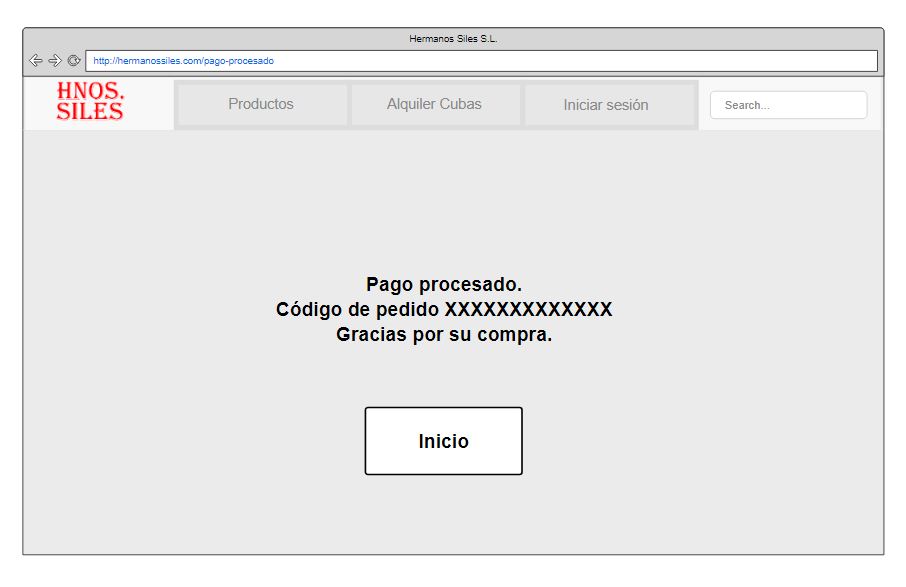 Hermanos Siles S.L.
http://hermanossiles.com/pago-procesado
HNOS.
SILES
Productos
Alquiler Cubas
Iniciar sesión
Search...
Pago procesado.
Código de pedido XXXXXXXXXXXXX
Gracias por su compra.
Inicio